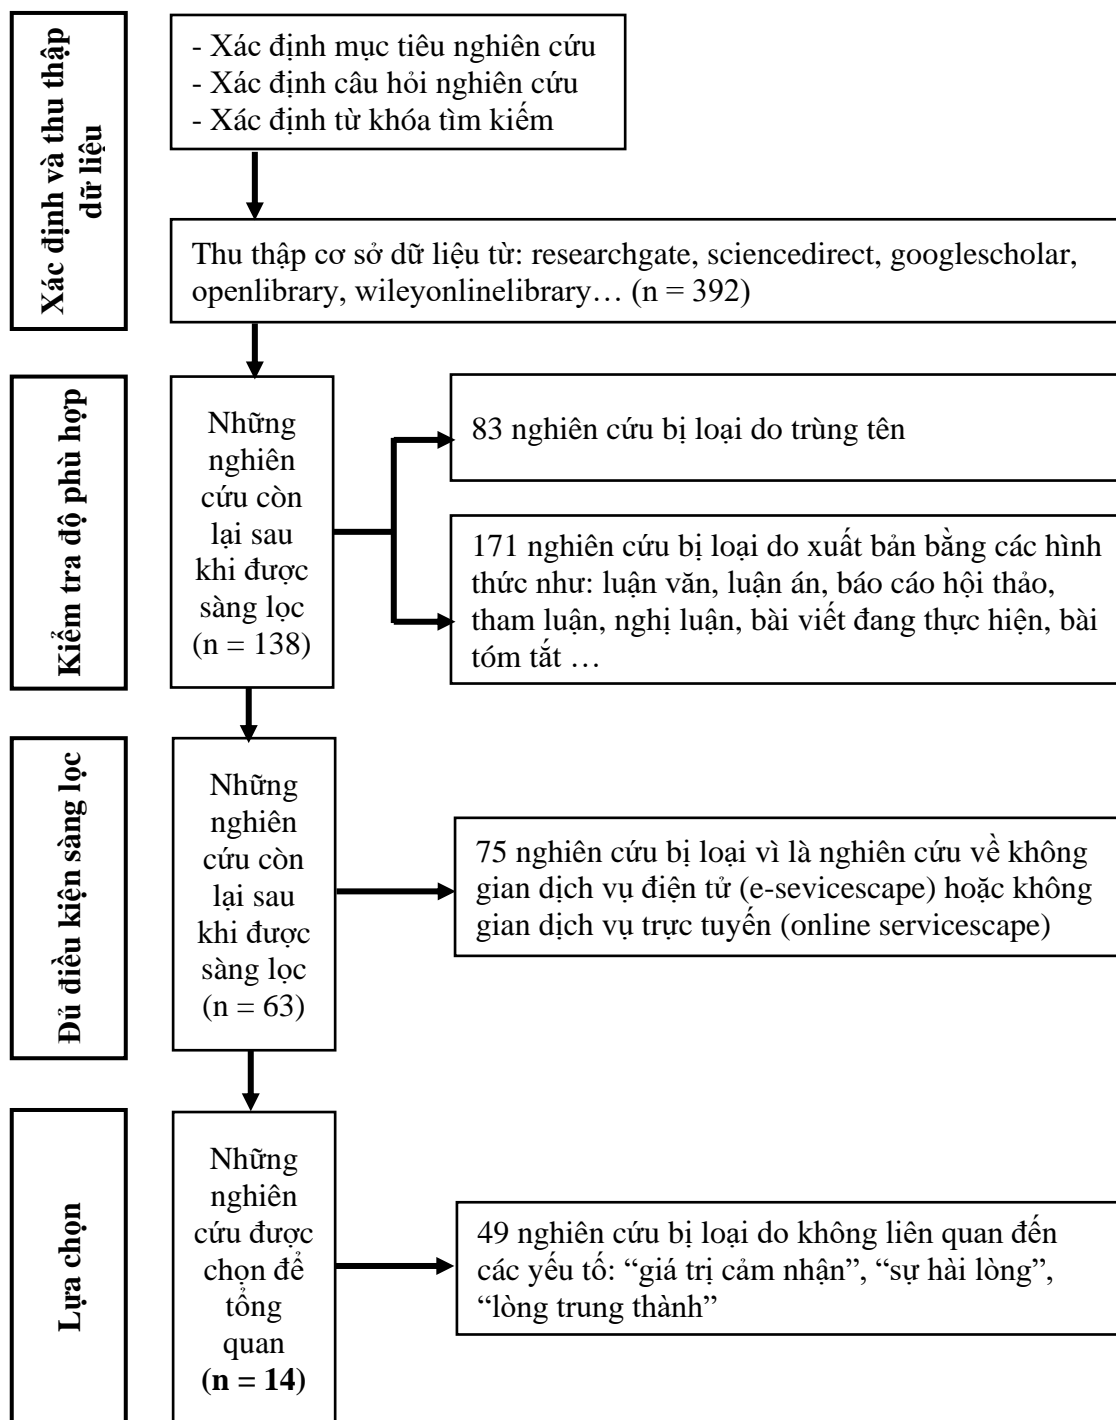 Xác định và thu thập
dữ liệu
- Xác định mục tiêu nghiên cứu
- Xác định câu hỏi nghiên cứu
- Xác định từ khóa tìm kiếm
Thu thập cơ sở dữ liệu từ: researchgate, sciencedirect, googlescholar,
openlibrary, wileyonlinelibrary… (n = 392)
Kiểm tra độ phù hợp
Những
nghiên
cứu còn
lại sau
khi được
sàng lọc
(n = 138)
83 nghiên cứu bị loại do trùng tên
171 nghiên cứu bị loại do xuất bản bằng các hình
thức như: luận văn, luận án, báo cáo hội thảo,
tham luận, nghị luận, bài viết đang thực hiện, bài
tóm tắt …
Đủ điều kiện sàng lọc
Những
nghiên
cứu còn
lại sau
khi được
sàng lọc
(n = 63)
75 nghiên cứu bị loại vì là nghiên cứu về không
gian dịch vụ điện tử (e-sevicescape) hoặc không
gian dịch vụ trực tuyến (online servicescape)
Lựa chọn
Những
nghiên
cứu được
chọn để
tổng
quan
(n = 14)
49 nghiên cứu bị loại do không liên quan đến
các yếu tố: “giá trị cảm nhận”, “sự hài lòng”,
“lòng trung thành”